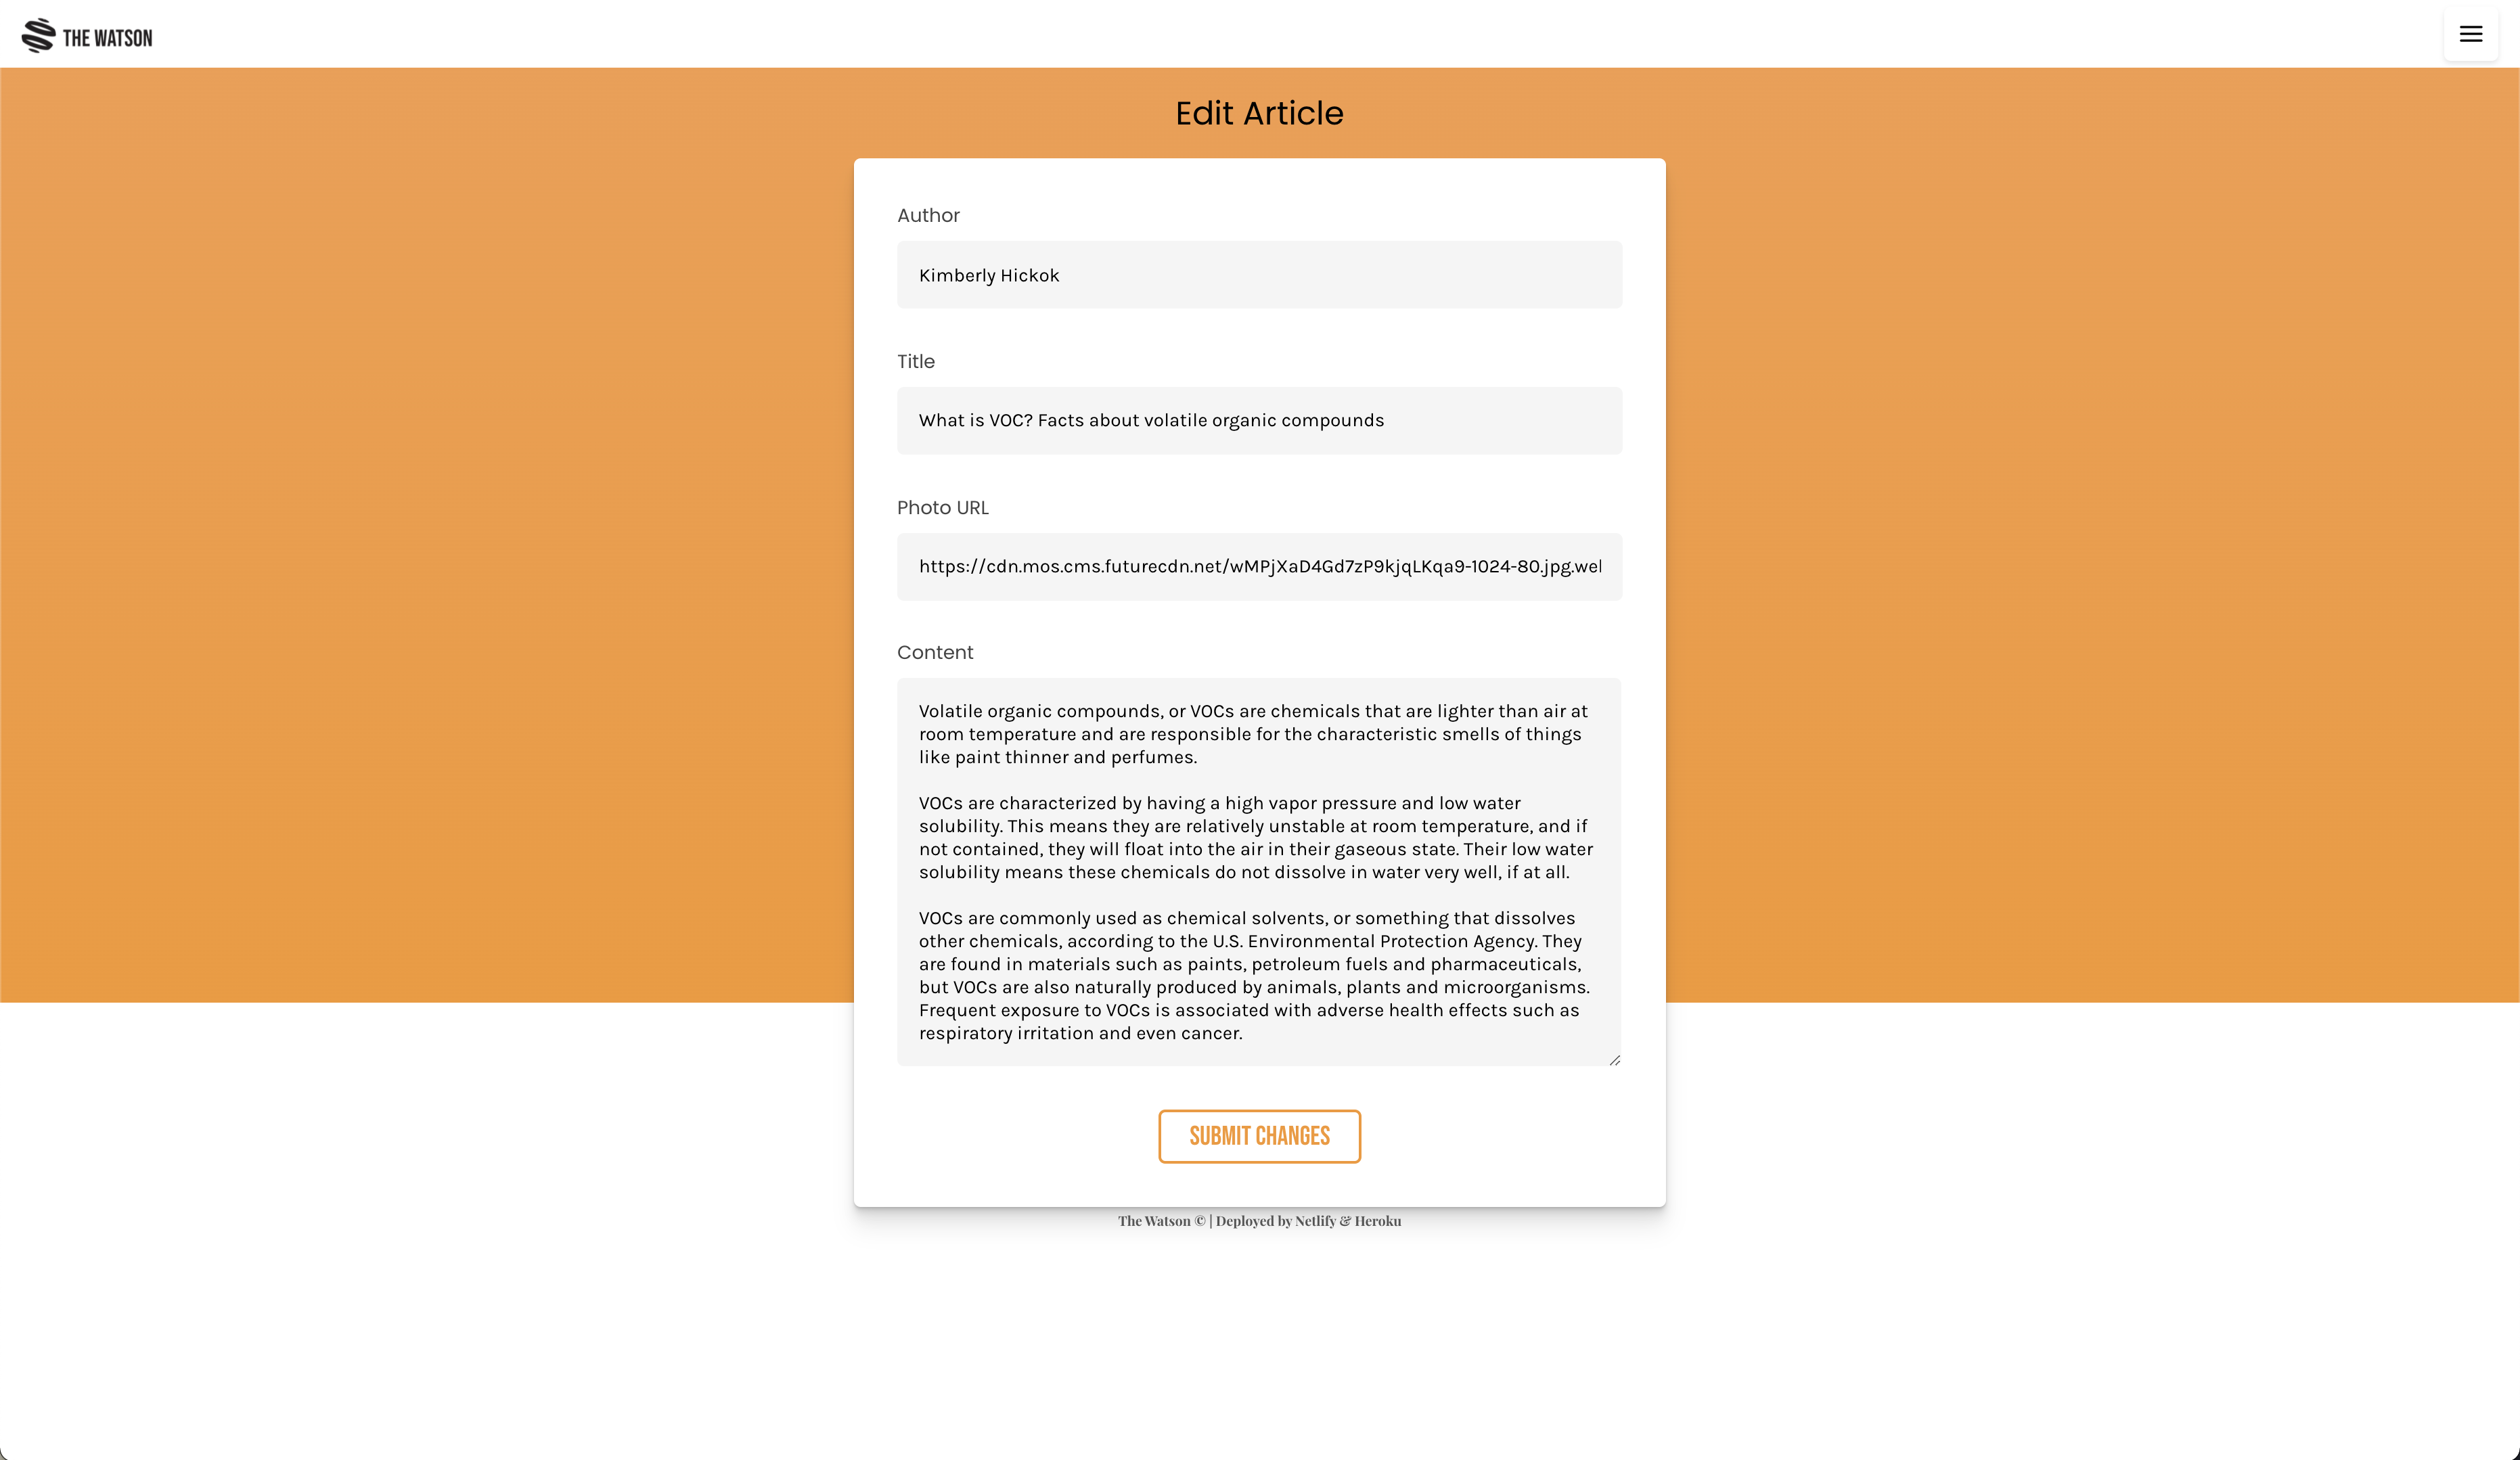 THE WATSON
Edit Article
Author
Kimberly Hickok
Title
What is VOC? Facts about volatile organic compounds
Photo URL
https://cdn.mos.cms.futurecdn.net/wMPjXaD4Gd7zP9kjqLKqa9-1024-80.jpg.we
Content
Volatile organic compounds, or VOCs are chemicals that are lighter than air at
room temperature and are responsible for the characteristic smells of things
like paint thinner and perfumes.
VOCs are characterized by having a high vapor pressure and low water
solubility. This means they are relatively unstable at room temperature, and if
not contained, they will float into the air in their gaseous state. Their low water
solubility means these chemicals do not dissolve in water very well, if at all.
VOCs are commonly used as chemical solvents, or something that dissolves
other chemicals, according to the U.S. Environmental Protection Agency. They
are found in materials such as paints, petroleum fuels and pharmaceuticals,
but VOCs are also naturally produced by animals, plants and microorganisms.
Frequent exposure to VOCs is associated with adverse health effects such as
respiratory irritation and even cancer.
SUBMIT CHANGES
The Watson © | Deployed by Netlify & Heroku